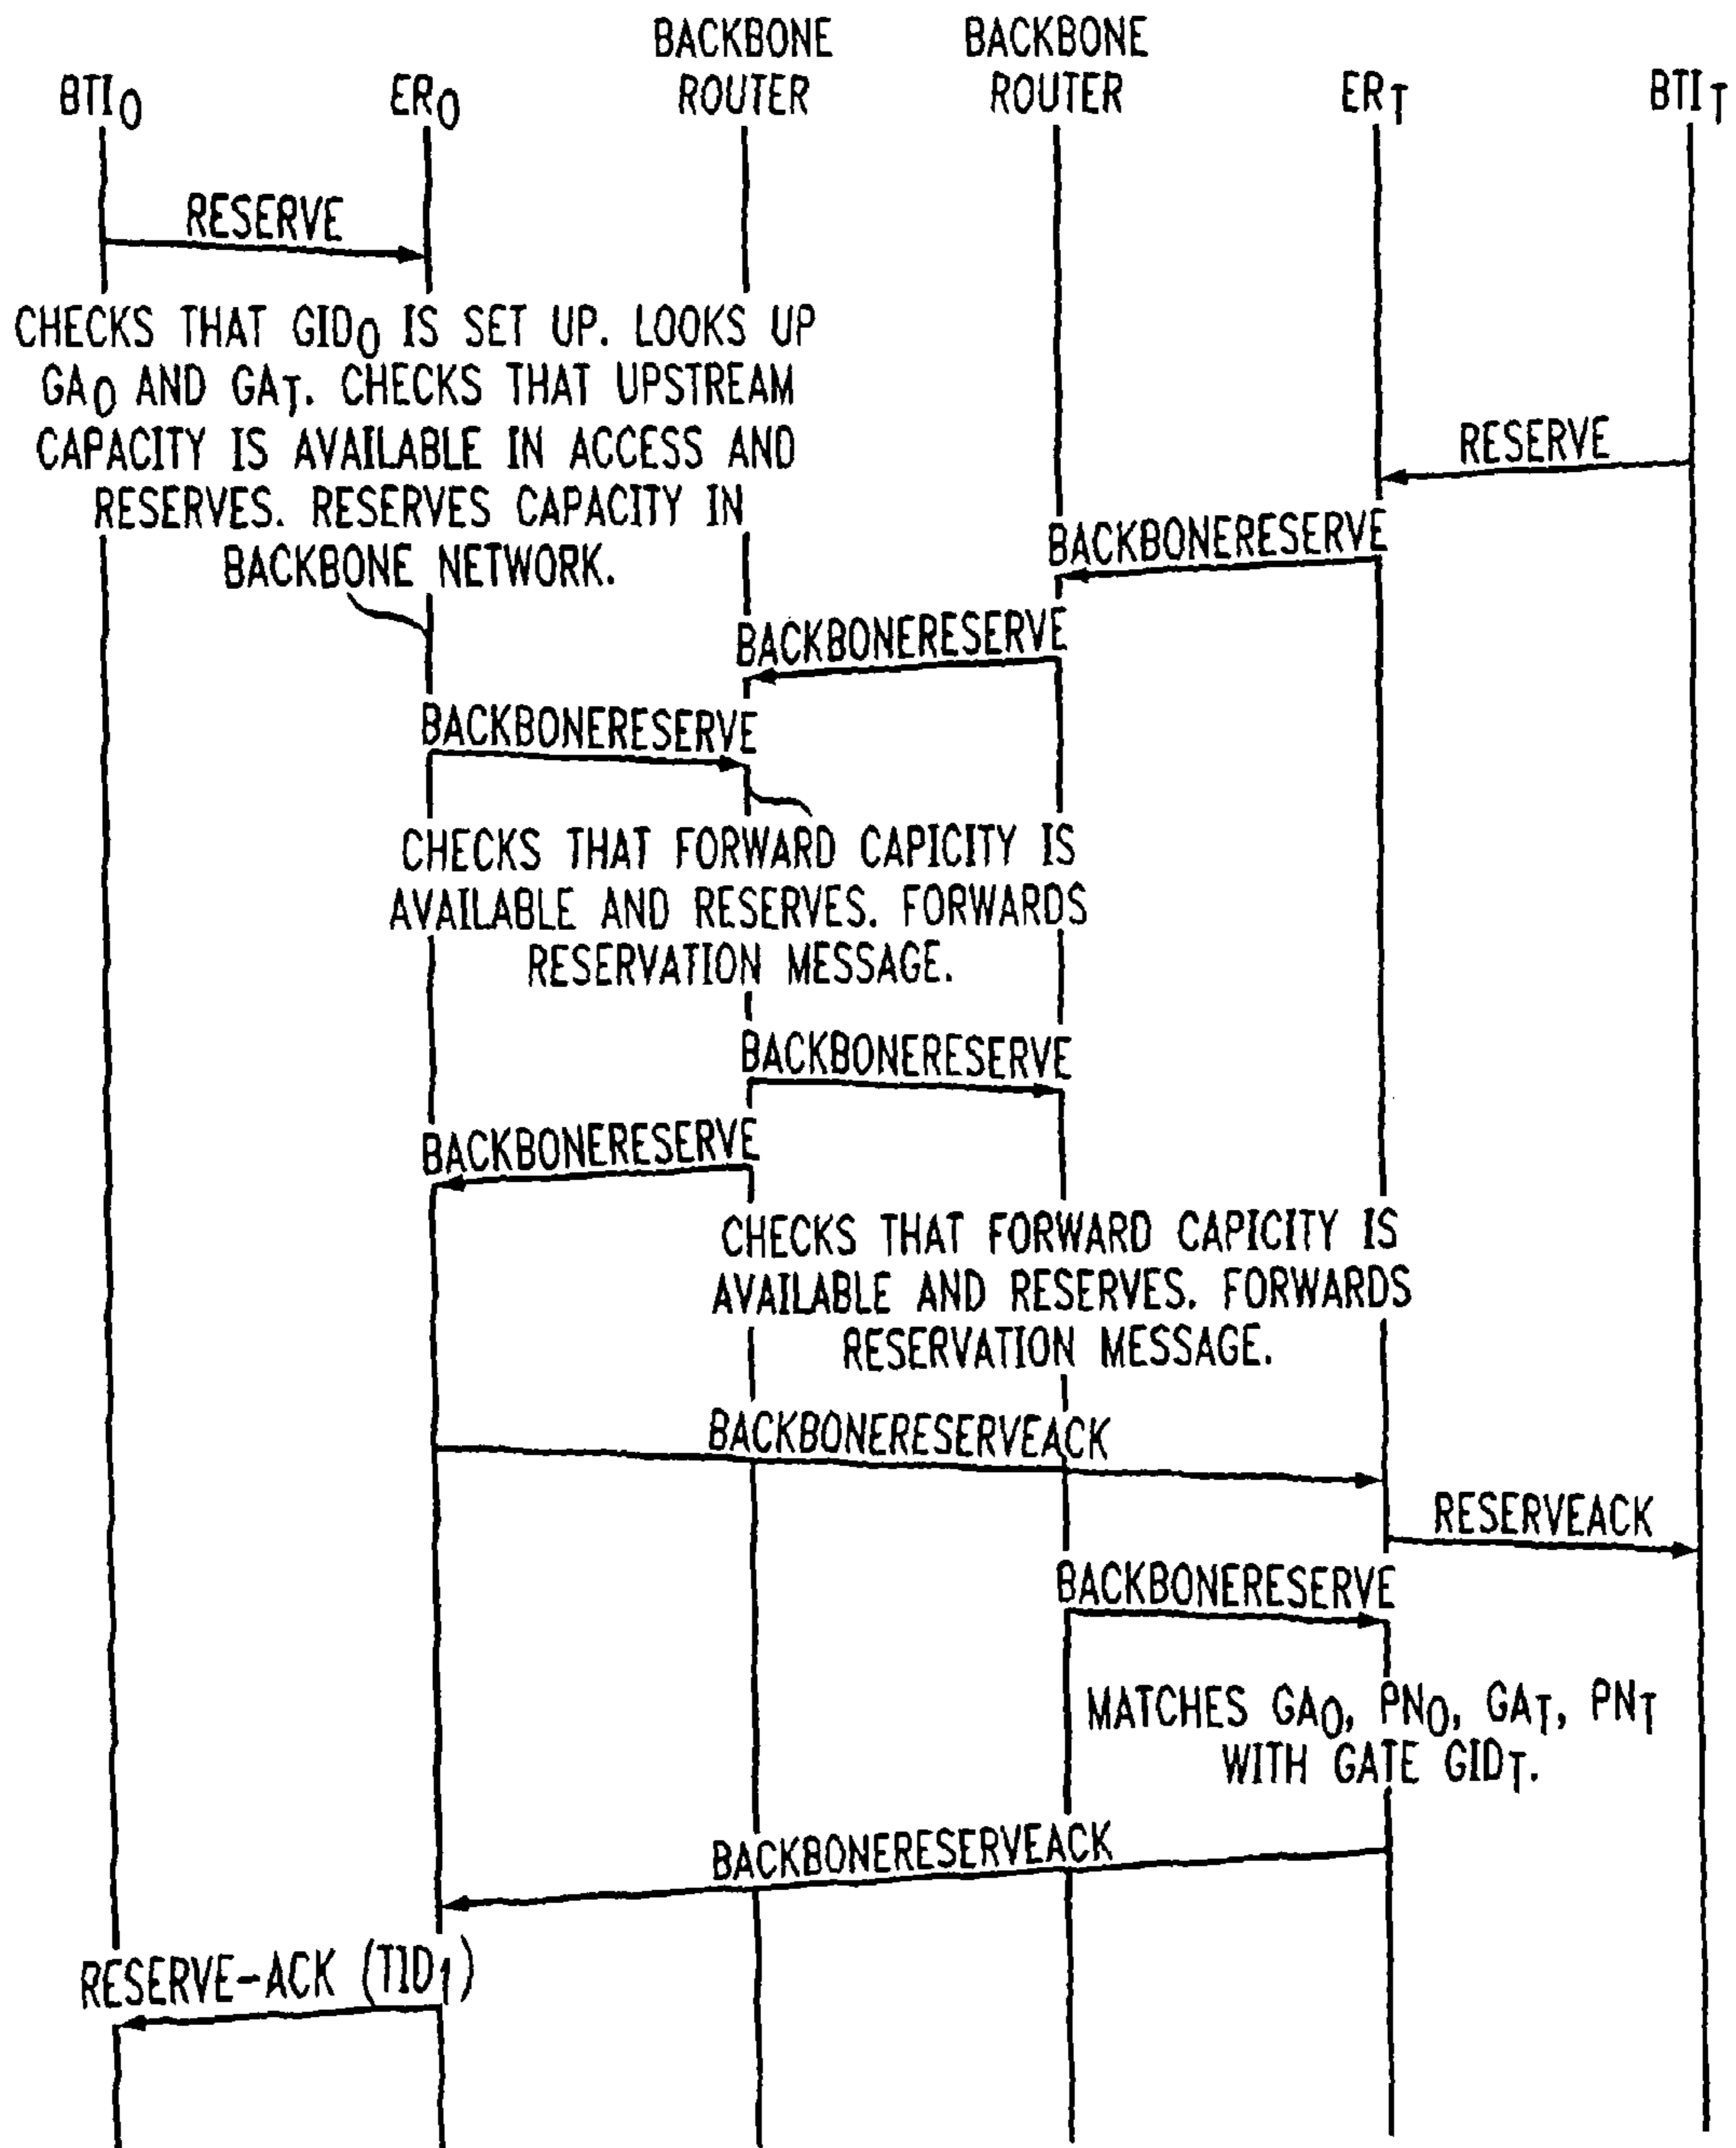 BACKBONE ROUTER
BACKBONE ROUTER
BTIO
ERO
ERT
BTIT
RESERVE
CHECKS THAT GIDO IS SET UP. LOOKS UP
GAO AND GAT. CHECKS THAT UPSTREAM
CAPACITY IS AVAILABLE IN ACCESS AND
RESERVES. RESERVES CAPACITY IN
BACKBONE NETWORK.
RESERVE
BACKBONERESERVE
BACKBONERESERVE
BACKBONERESERVE
CHECKS THAT FORWARD CAPICITY IS
AVAILABLE AND RESERVES. FORWARDS
RESERVATION MESSAGE.
BACKBONERESERVE
BACKBONERESERVE
CHECKS THAT FORWARD CAPICITY IS
AVAILABLE AND RESERVES. FORWARDS
RESERVATION MESSAGE.
BACKBONERESERVEACK
RESERVEACK
BACKBONERESERVE
MATCHES GAO, PNO, GAT, PNT
WITH GATE GIDT.
BACKBONERESERVEACK
RESERVE-ACK (TID1)